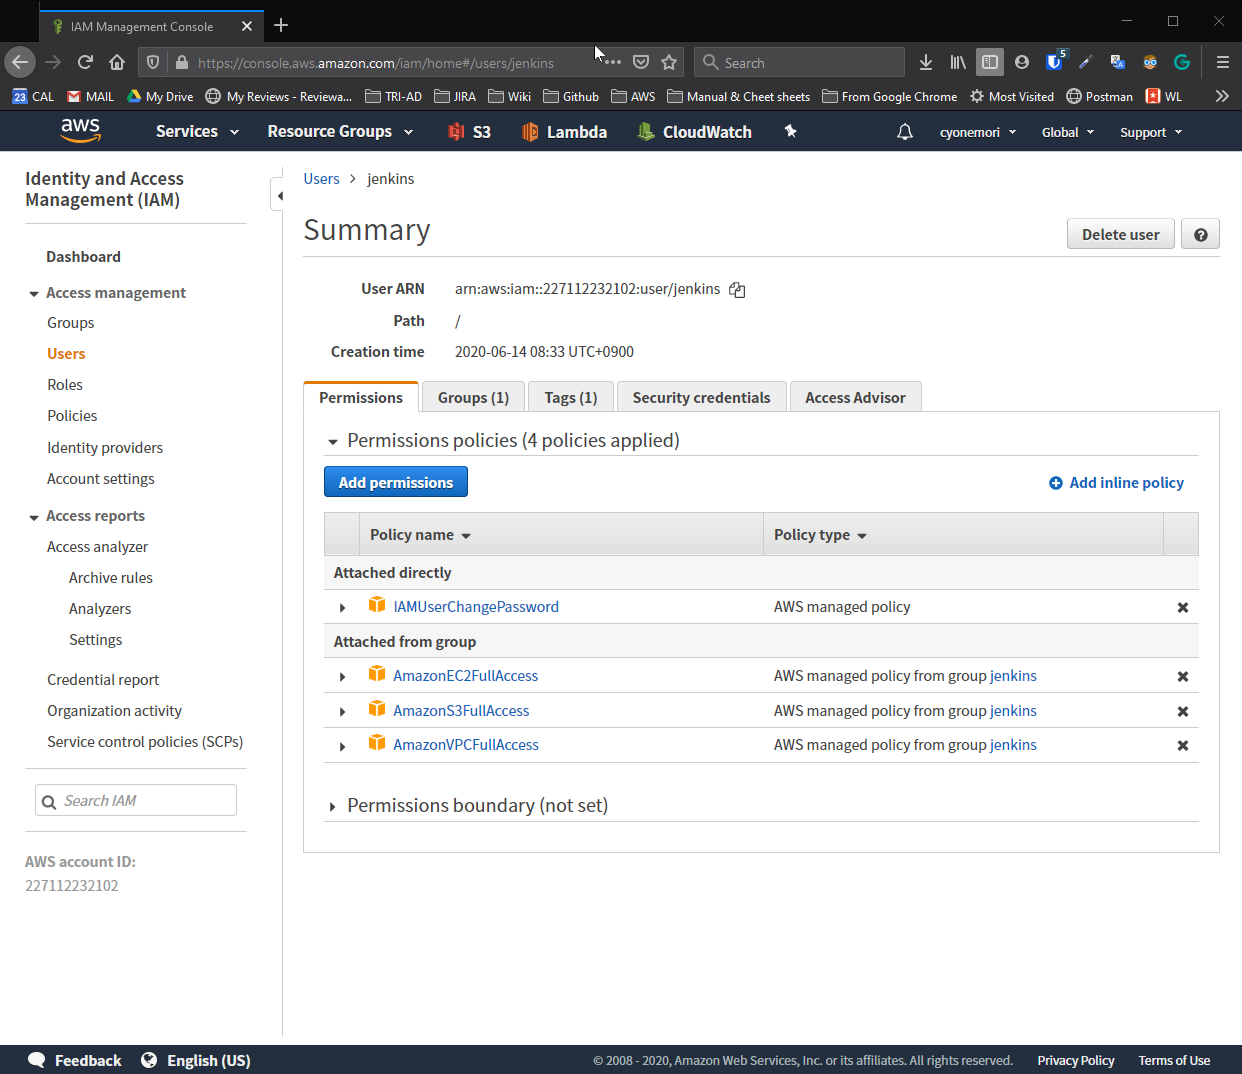 IAM Management Console
https://console.aws.amazon.com/iam/home#/users/jenkins
Search
5
23 CAL MAIL My Drive My Reviews - Reviewa... TRI-AD JIRA Wiki Github AWS Manual & Cheet sheets From Google Chrome Most Visited Postman WL
aws Services Resource Groups S3 Lambda CloudWatch cyonemori Global Support
Identity and Access
Management (IAM)
Dashboard
Access management
Groups
Users
Roles
Policies
Identity providers
Account settings
Access reports
Access analyzer
Archive rules
Analyzers
Settings
Credential report
Organization activity
Service control policies (SCPs)
Search IAM
AWS account ID:
227112232102
Users > jenkins
Summary
Delete user
User ARN arn:aws:iam::227112232102:user/jenkins
Path /
Creation time 2020-06-14 08:33 UTC+0900
Permissions Groups (1) Tags (1) Security credentials Access Advisor
Permissions policies (4 policies applied)
Add permissions Add inline policy
Policy name Policy type
Attached directly
IAMUserChangePassword AWS managed policy
Attached from group
AmazonEC2FullAccess AWS managed policy from group jenkins
AmazonS3FullAccess AWS managed policy from group jenkins
AmazonVPCFullAccess AWS managed policy from group jenkins
Permissions boundary (not set)
Feedback English (US) © 2008 - 2020, Amazon Web Services, Inc. or its affiliates. All rights reserved. Privacy Policy Terms of Use